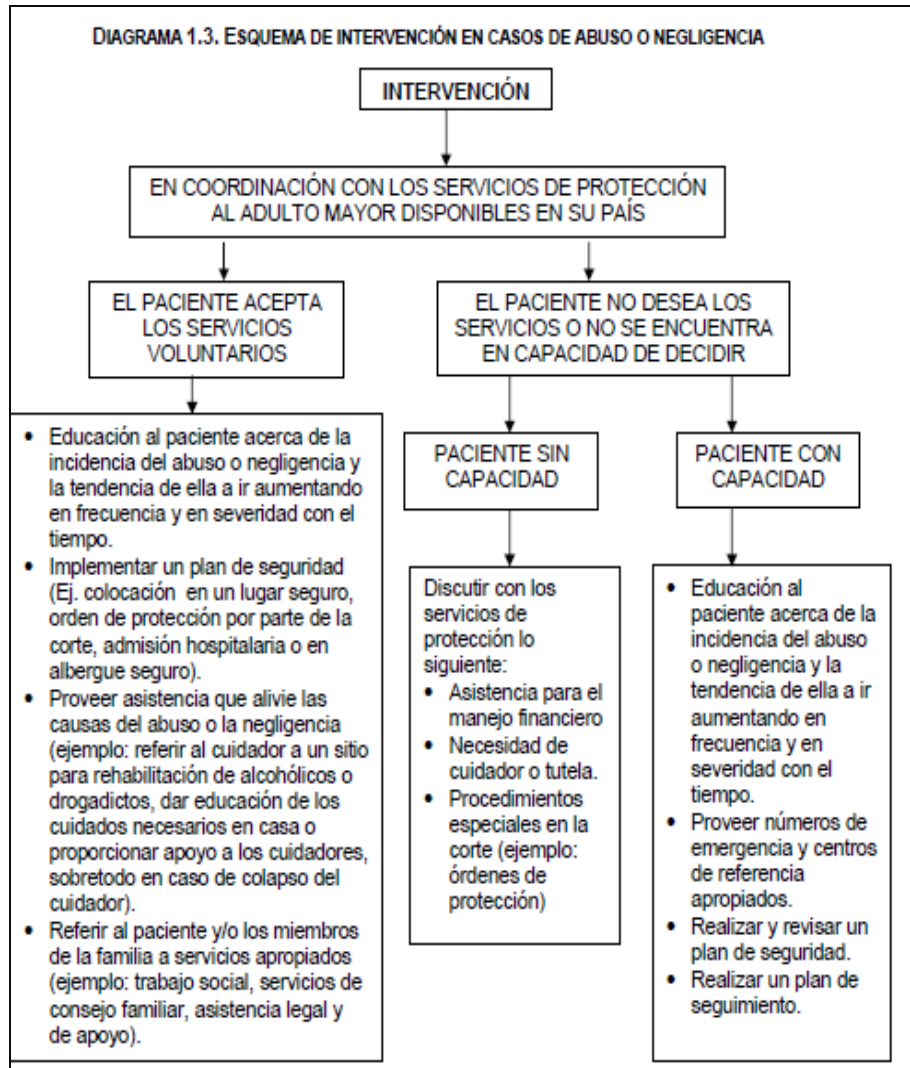 DIAGRAMA 1.3. ESQUEMA DE INTERVENCIÓN EN CASOS DE ABUSO O NEGLIGENCIA
INTERVENCIÓN
EN COORDINACIÓN CON LOS SERVICIOS DE PROTECCIÓN
AL ADULTO MAYOR DISPONIBLES EN SU PAÍS
EL PACIENTE ACEPTA
LOS SERVICIOS
VOLUNTARIOS
EL PACIENTE NO DESEA LOS
SERVICIOS O NO SE ENCUENTRA
EN CAPACIDAD DE DECIDIR
• Educación al paciente acerca de la
incidencia del abuso o negligencia y
la tendencia de ella a ir aumentando
en frecuencia y en severidad con el
tiempo.
• Implementar un plan de seguridad
(Ej. colocación en un lugar seguro,
orden de protección por parte de la
corte, admisión hospitalaria o en
albergue seguro).
• Proveer asistencia que alivie las
causas del abuso o la negligencia
(ejemplo: referir al cuidador a un sitio
para rehabilitación de alcohólicos o
drogadictos, dar educación de los
cuidados necesarios en casa o
proporcionar apoyo a los cuidadores,
sobretodo en caso de colapso del
cuidador).
• Referir al paciente y/o los miembros
de la familia a servicios apropiados
(ejemplo: trabajo social, servicios de
consejo familiar, asistencia legal y
de apoyo).
PACIENTE SIN
CAPACIDAD
Discutir con los
servicios de
protección lo
siguiente:
• Asistencia para el
manejo financiero
• Necesidad de
cuidador o tutela.
• Procedimientos
especiales en la
corte (ejemplo:
órdenes de
protección)
PACIENTE CON
CAPACIDAD
• Educación al
paciente acerca de la
incidencia del abuso
o negligencia y la
tendencia de ella a ir
aumentando en
frecuencia y en
severidad con el
tiempo.
• Proveer números de
emergencia y centros
de referencia
apropiados.
• Realizar y revisar un
plan de seguridad.
• Realizar un plan de
seguimiento.